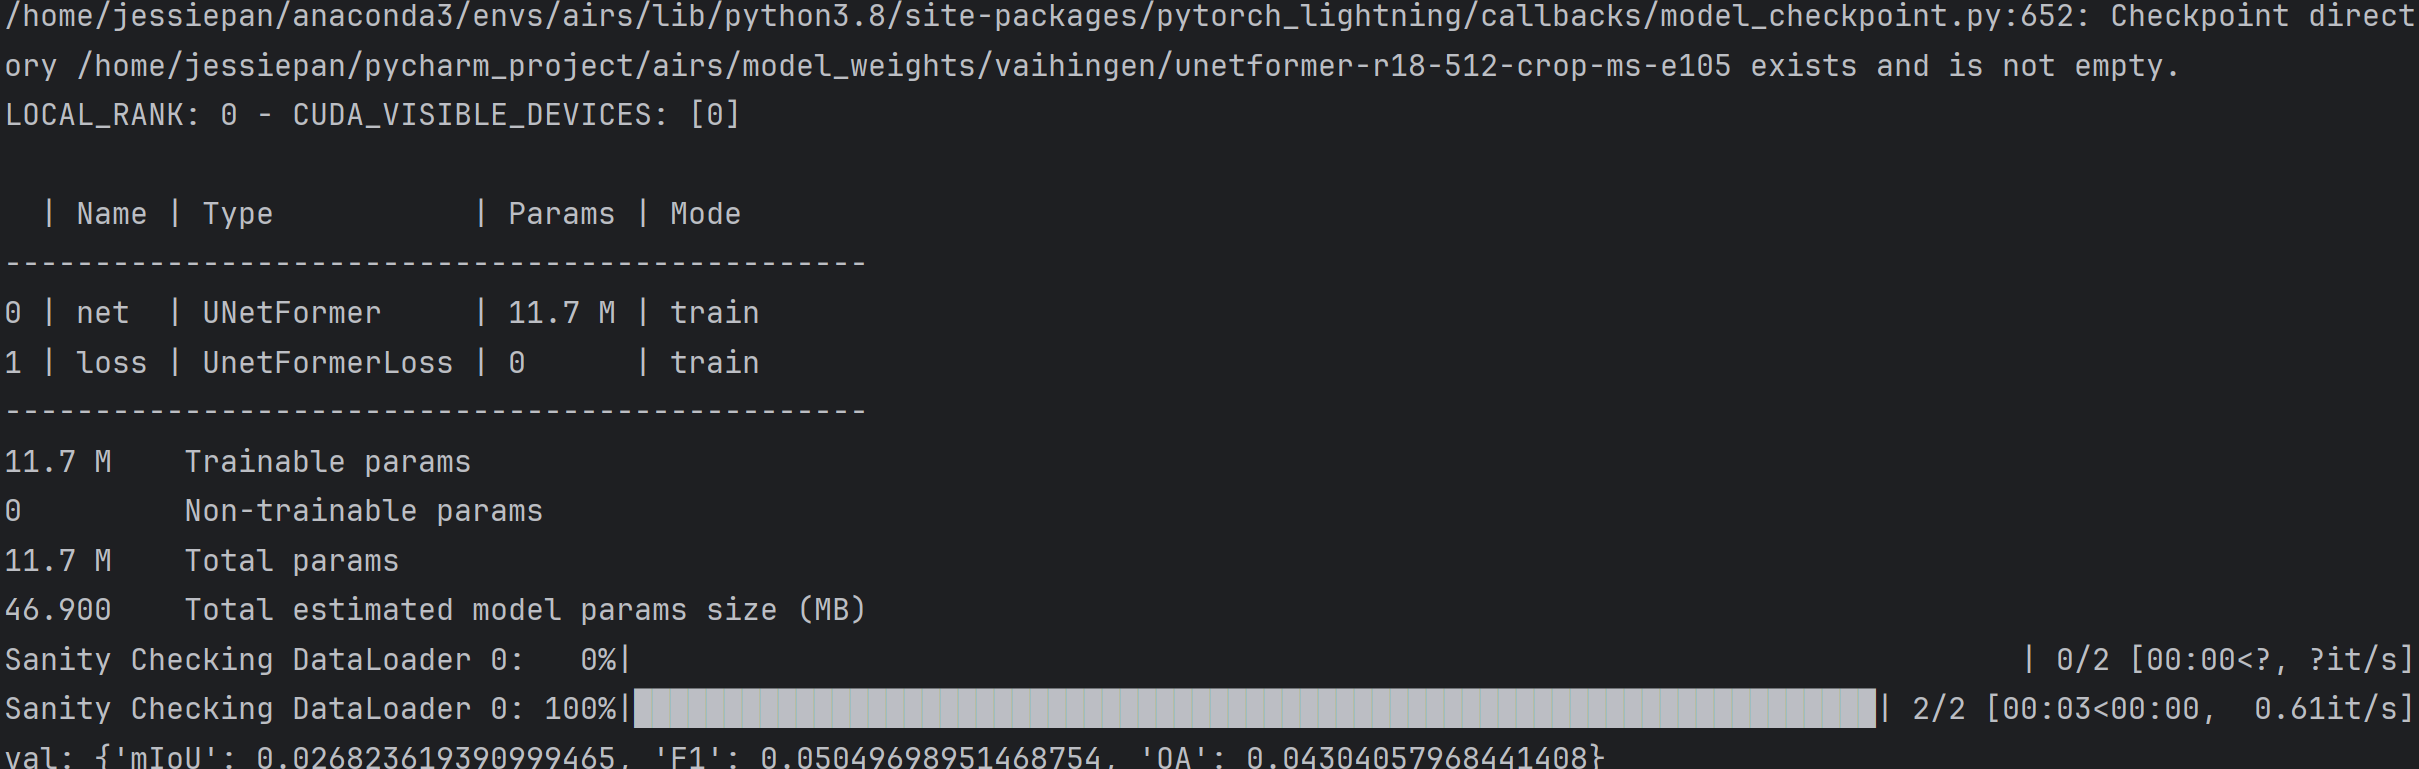 /home/jessiepan/anaconda3/envs/airs/lib/python3.8/site-packages/pytorch_lightning/callbacks/model_checkpoint.py:652: Checkpoint direct
ory /home/jessiepan/pycharm_project/airs/model_weights/vaihingen/unetformer-r18-512-crop-ms-e105 exists and is not empty.
LOCAL_RANK: 0 - CUDA_VISIBLE_DEVICES: [0]
  | Name | Type           | Params | Mode
------------------------------------------------
0 | net  | UNetFormer     | 11.7 M | train
1 | loss | UnetFormerLoss | 0      | train
------------------------------------------------
11.7 M    Trainable params
0         Non-trainable params
11.7 M    Total params
46.900    Total estimated model params size (MB)
Sanity Checking DataLoader 0:   0%|          | 0/2 [00:00<?, ?it/s]
Sanity Checking DataLoader 0: 100%|██████████| 2/2 [00:03<00:00,  0.61it/s]
val: {'mIoU': 0.026823619390999465, 'F1': 0.05049698951468754, 'OA': 0.04304057968441408}